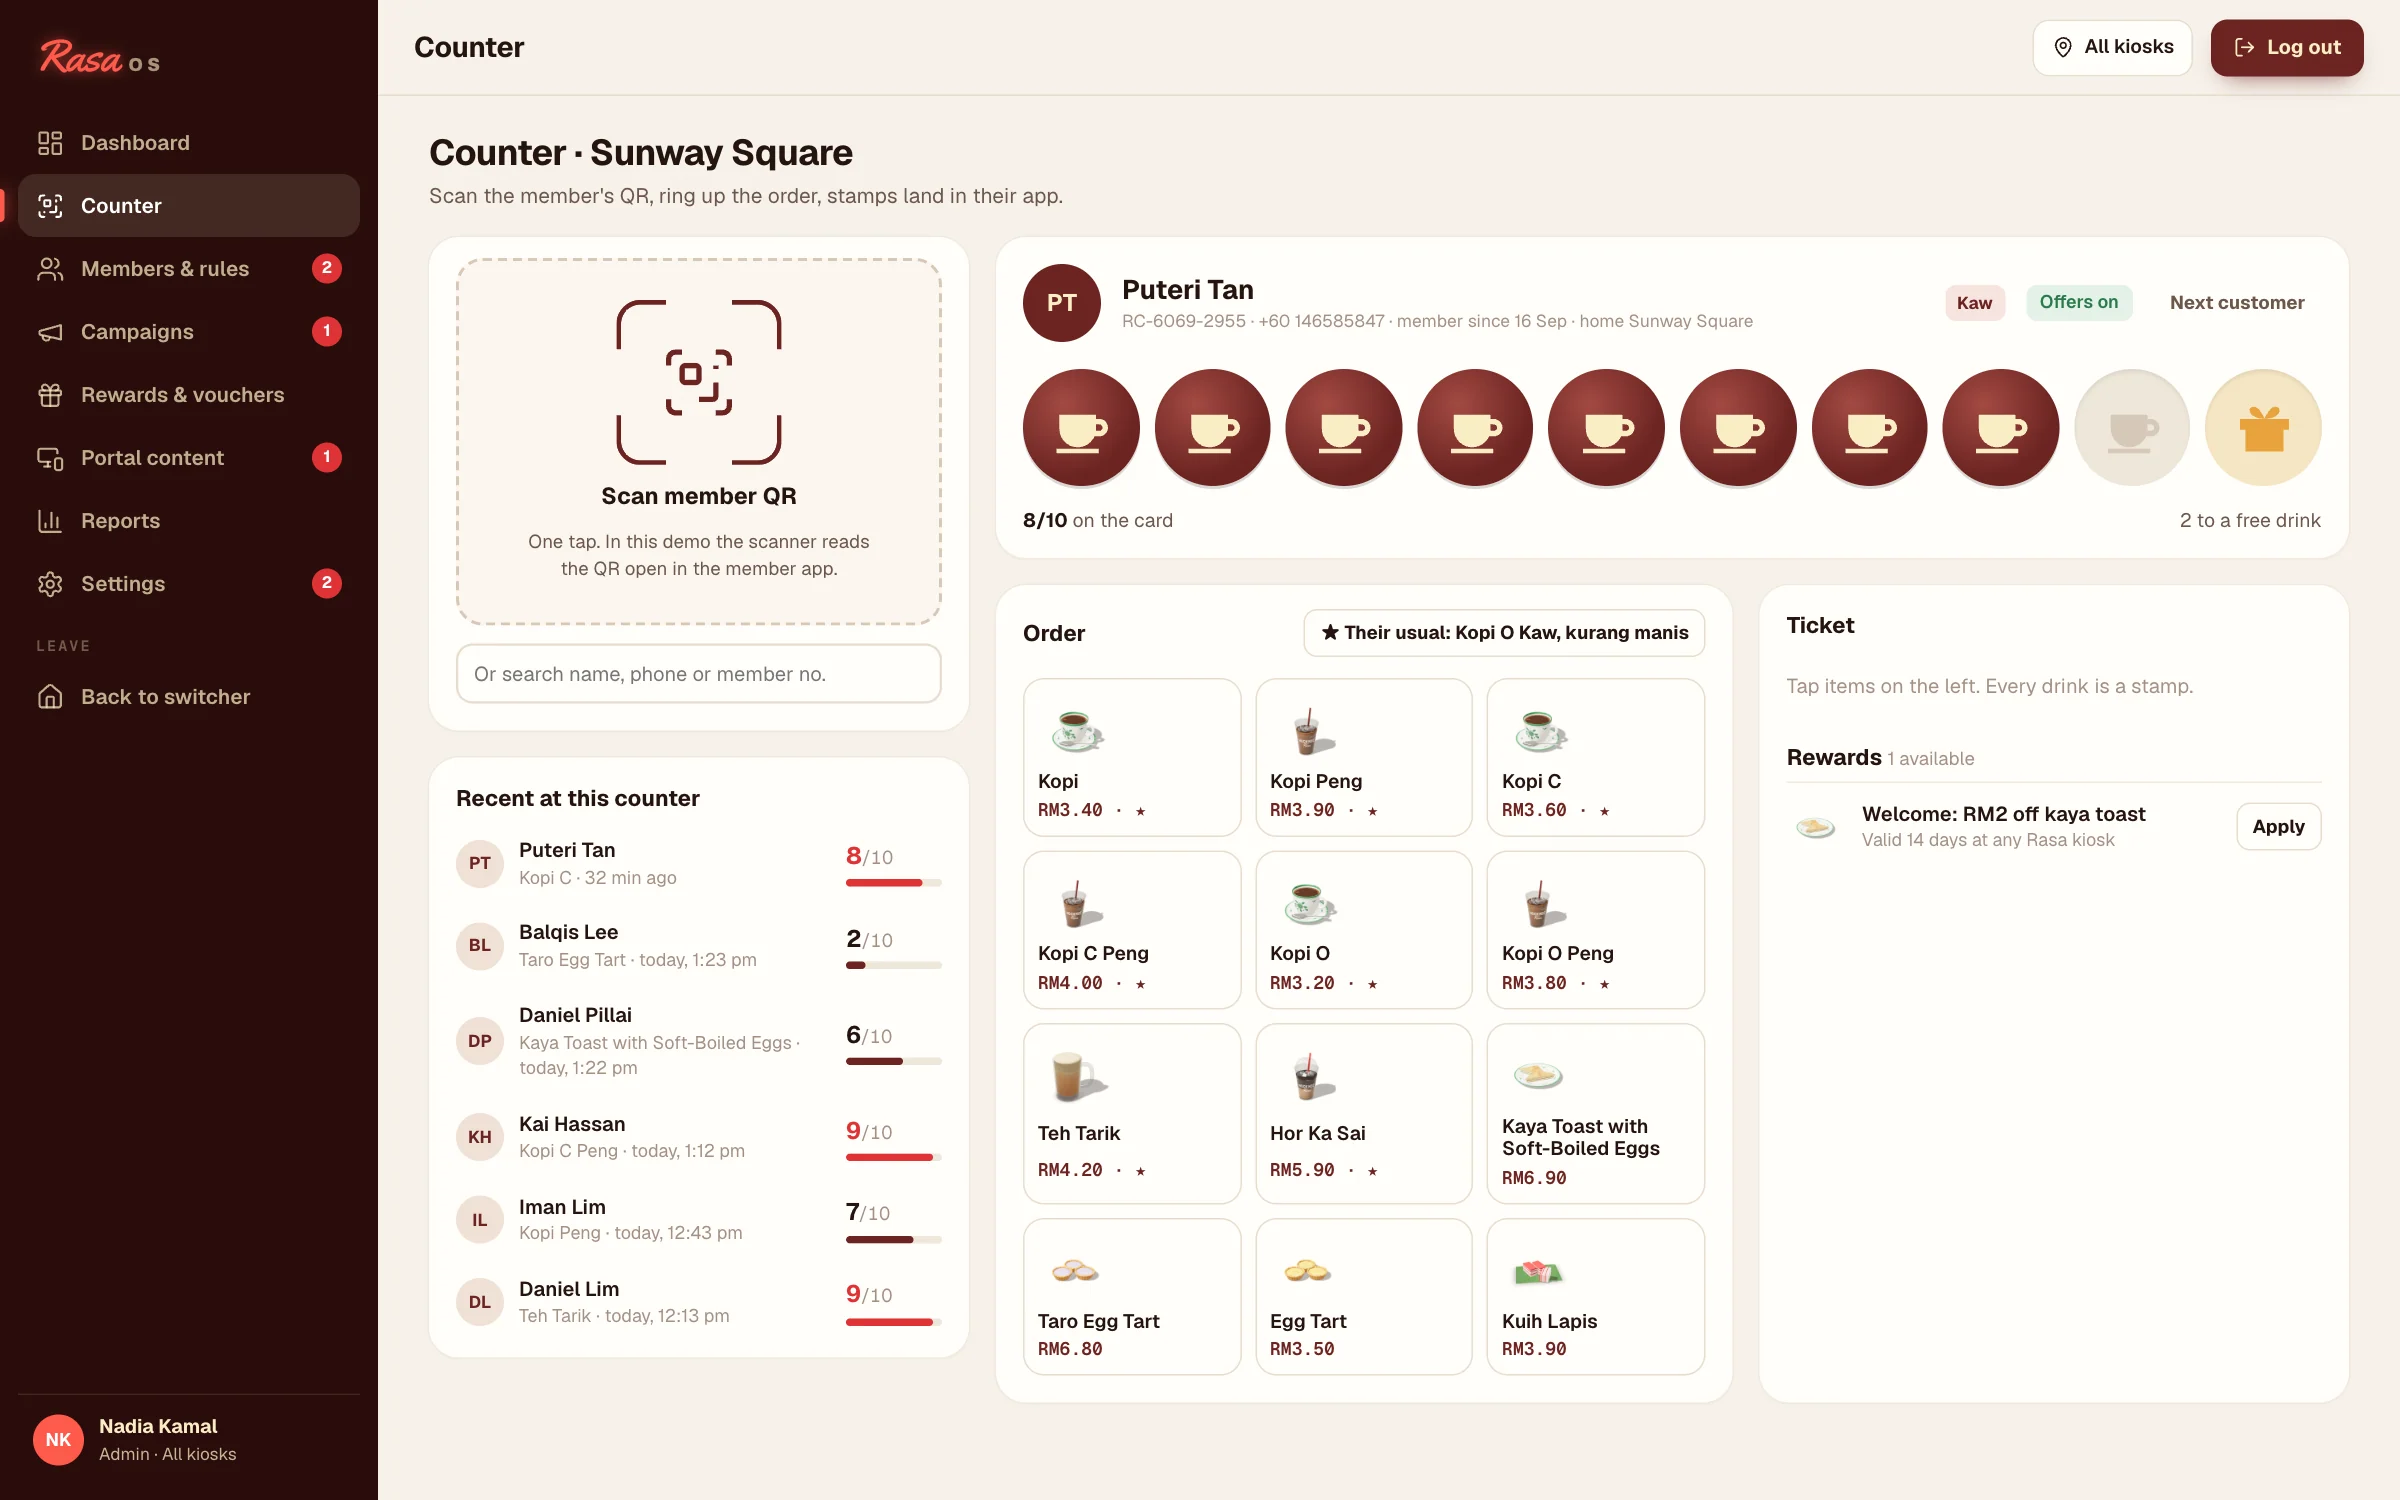 Rasa os
Dashboard
Counter
Members & rules 2
Campaigns 1
Rewards & vouchers
Portal content 1
Reports
Settings 2
LEAVE
Back to switcher
NK
Nadia Kamal
Admin · All kiosks
Counter
All kiosks
Log out
Counter · Sunway Square
Scan the member's QR, ring up the order, stamps land in their app.
Scan member QR
One tap. In this demo the scanner reads
the QR open in the member app.
Or search name, phone or member no.
Recent at this counter
PT
Puteri Tan
Kopi C · 32 min ago
8/10
BL
Balqis Lee
Taro Egg Tart · today, 1:23 pm
2/10
DP
Daniel Pillai
Kaya Toast with Soft-Boiled Eggs ·
today, 1:22 pm
6/10
KH
Kai Hassan
Kopi C Peng · today, 1:12 pm
9/10
IL
Iman Lim
Kopi Peng · today, 12:43 pm
7/10
DL
Daniel Lim
Teh Tarik · today, 12:13 pm
9/10
PT
Puteri Tan
RC-6069-2955 · +60 146585847 · member since 16 Sep · home Sunway Square
Kaw
Offers on
Next customer
8/10 on the card
2 to a free drink
Order
★ Their usual: Kopi O Kaw, kurang manis
Kopi
RM3.40 · ★
Kopi Peng
RM3.90 · ★
Kopi C
RM3.60 · ★
Kopi C Peng
RM4.00 · ★
Kopi O
RM3.20 · ★
Kopi O Peng
RM3.80 · ★
Teh Tarik
RM4.20 · ★
Hor Ka Sai
RM5.90 · ★
Kaya Toast with
Soft-Boiled Eggs
RM6.90
Taro Egg Tart
RM6.80
Egg Tart
RM3.50
Kuih Lapis
RM3.90
Ticket
Tap items on the left. Every drink is a stamp.
Rewards 1 available
Welcome: RM2 off kaya toast
Valid 14 days at any Rasa kiosk
Apply